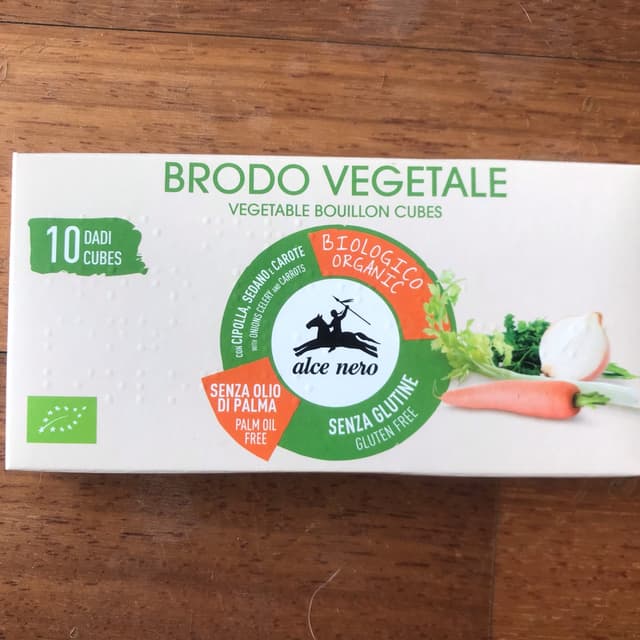 BRODO VEGETALE
VEGETABLE BOUILLON CUBES
10 DADI
CUBES
CON CIPOLLA, SEDANO E CAROTE
WITH ONIONS CELERY AND CARROTS
BIOLOGICO
ORGANIC
alce nero
SENZA OLIO
DI PALMA
PALM OIL
FREE
SENZA GLUTINE
GLUTEN FREE